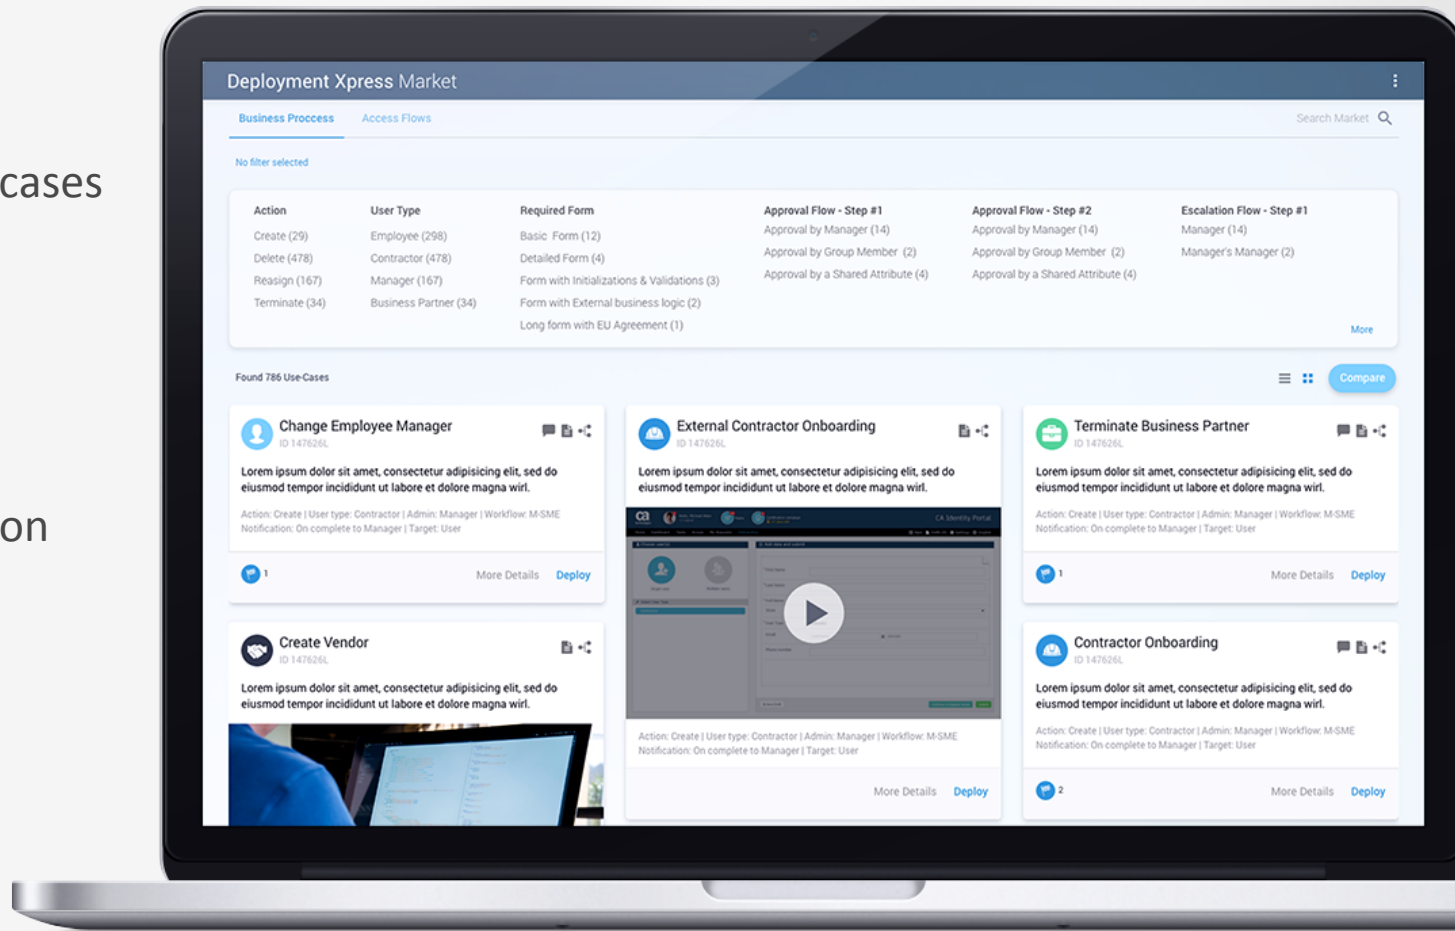 cases
on
Deployment Xpress Market
Business Proccess Access Flows Search Market
No filter selected
Action User Type Required Form Approval Flow - Step #1 Approval Flow - Step #2 Escalation Flow - Step #1
Create (29) Employee (298) Basic Form (12) Approval by Manager (14) Approval by Manager (14) Manager (14)
Delete (478) Contractor (478) Detailed Form (4) Approval by Group Member (2) Approval by Group Member (2) Manager's Manager (2)
Reasign (167) Manager (167) Form with Initializations & Validations (3) Approval by a Shared Attribute (4) Approval by a Shared Attribute (4)
Terminate (34) Business Partner (34) Form with External business logic (2)
Long form with EU Agreement (1)
More
Found 786 Use-Cases
Compare
Change Employee Manager
ID 147626L
Lorem ipsum dolor sit amet, consectetur adipisicing elit, sed do
eiusmod tempor incididunt ut labore et dolore magna wirl.
Action: Create | User type: Contractor | Admin: Manager | Workflow: M-SME
Notification: On complete to Manager | Target: User
1 More Details Deploy
External Contractor Onboarding
ID 147626L
Lorem ipsum dolor sit amet, consectetur adipisicing elit, sed do
eiusmod tempor incididunt ut labore et dolore magna wirl.
ca
CA Identity Portal
Action: Create | User type: Contractor | Admin: Manager | Workflow: M-SME
Notification: On complete to Manager | Target: User
More Details Deploy
Terminate Business Partner
ID 147626L
Lorem ipsum dolor sit amet, consectetur adipisicing elit, sed do
eiusmod tempor incididunt ut labore et dolore magna wirl.
Action: Create | User type: Contractor | Admin: Manager | Workflow: M-SME
Notification: On complete to Manager | Target: User
1 More Details Deploy
Create Vendor
ID 147626L
Lorem ipsum dolor sit amet, consectetur adipisicing elit, sed do
eiusmod tempor incididunt ut labore et dolore magna wirl.
Contractor Onboarding
ID 147626L
Lorem ipsum dolor sit amet, consectetur adipisicing elit, sed do
eiusmod tempor incididunt ut labore et dolore magna wirl.
Action: Create | User type: Contractor | Admin: Manager | Workflow: M-SME
Notification: On complete to Manager | Target: User
2 More Details Deploy